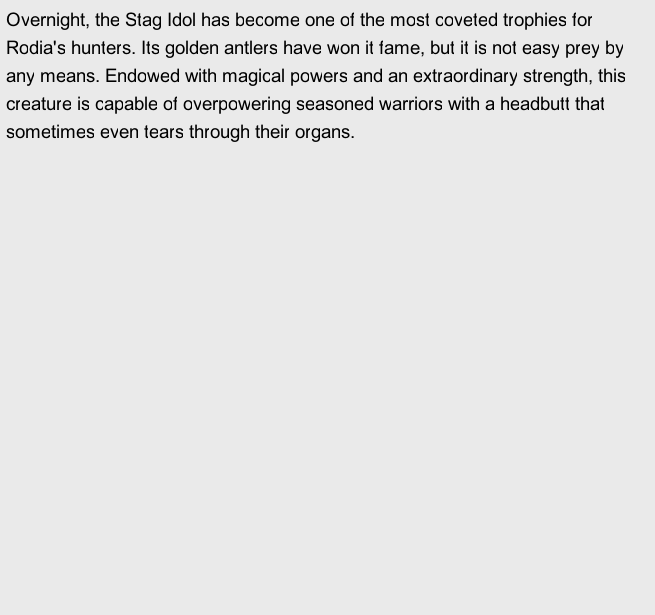 Overnight, the Stag Idol has become one of the most coveted trophies for
Rodia's hunters. Its golden antlers have won it fame, but it is not easy prey by
any means. Endowed with magical powers and an extraordinary strength, this
creature is capable of overpowering seasoned warriors with a headbutt that
sometimes even tears through their organs.